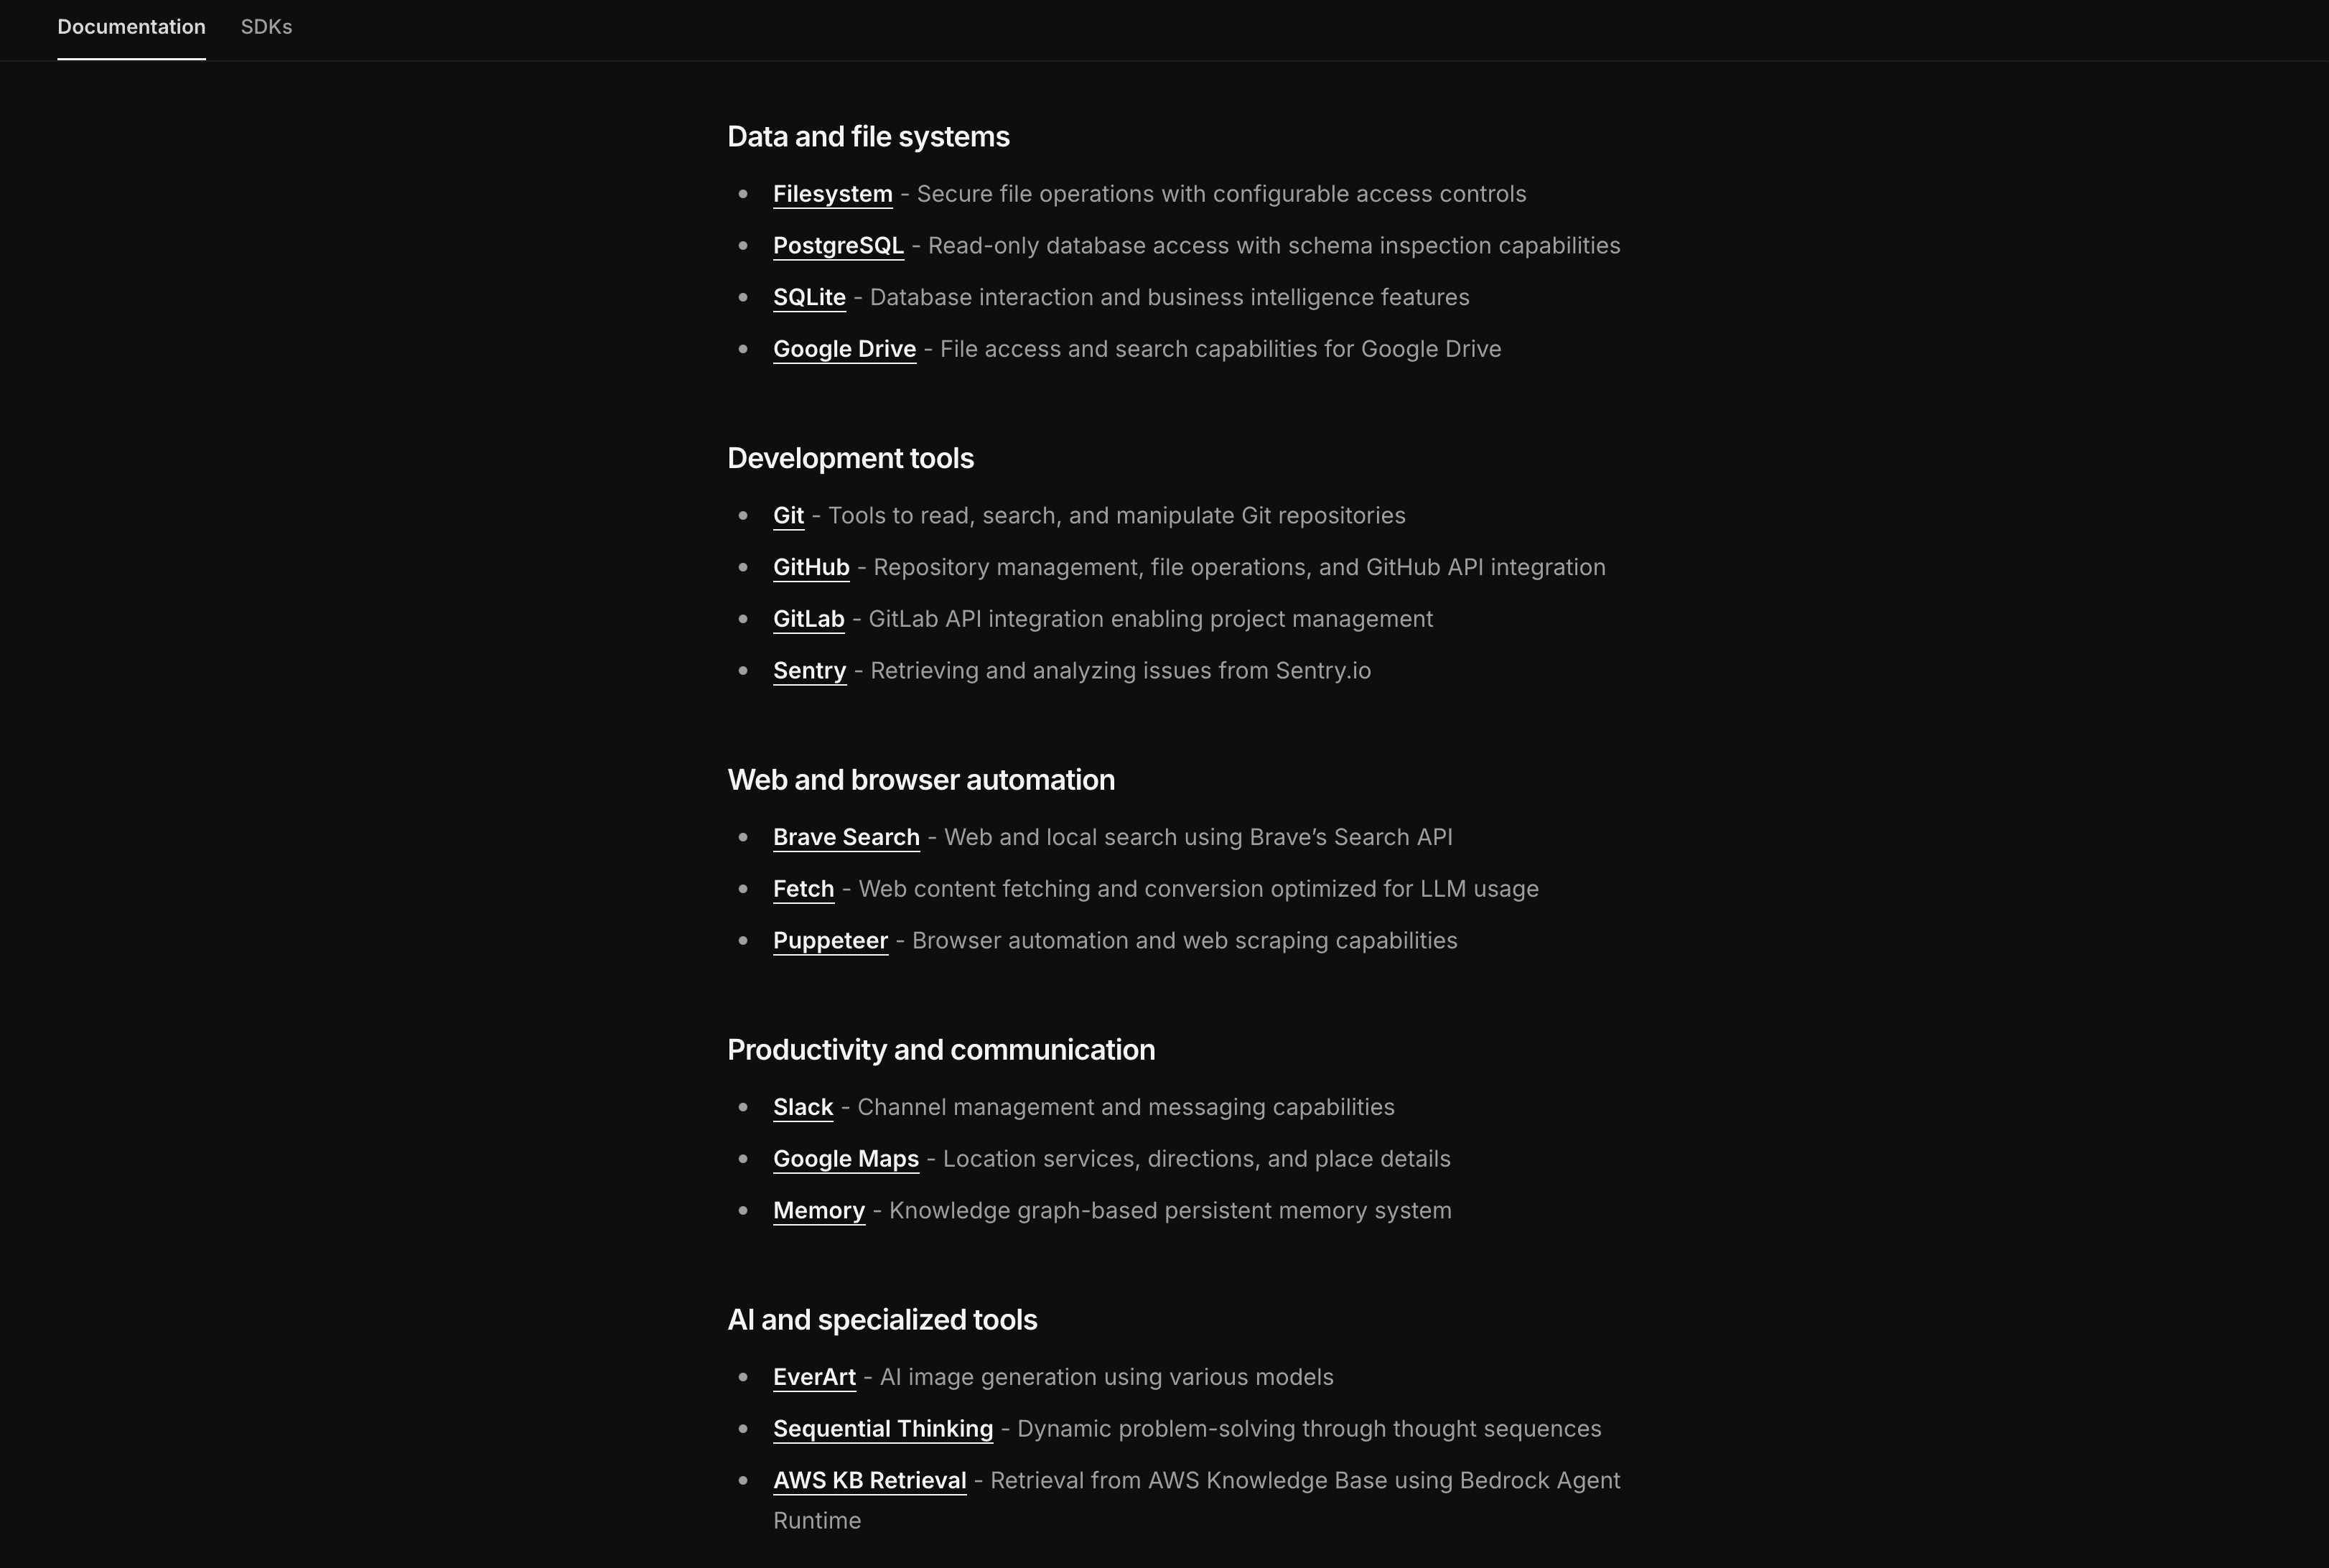 Documentation
SDKs
Data and file systems
Filesystem - Secure file operations with configurable access controls
PostgreSQL - Read-only database access with schema inspection capabilities
SQLite - Database interaction and business intelligence features
Google Drive - File access and search capabilities for Google Drive
Development tools
Git - Tools to read, search, and manipulate Git repositories
GitHub - Repository management, file operations, and GitHub API integration
GitLab - GitLab API integration enabling project management
Sentry - Retrieving and analyzing issues from Sentry.io
Web and browser automation
Brave Search - Web and local search using Brave’s Search API
Fetch - Web content fetching and conversion optimized for LLM usage
Puppeteer - Browser automation and web scraping capabilities
Productivity and communication
Slack - Channel management and messaging capabilities
Google Maps - Location services, directions, and place details
Memory - Knowledge graph-based persistent memory system
AI and specialized tools
EverArt - AI image generation using various models
Sequential Thinking - Dynamic problem-solving through thought sequences
AWS KB Retrieval - Retrieval from AWS Knowledge Base using Bedrock Agent
Runtime